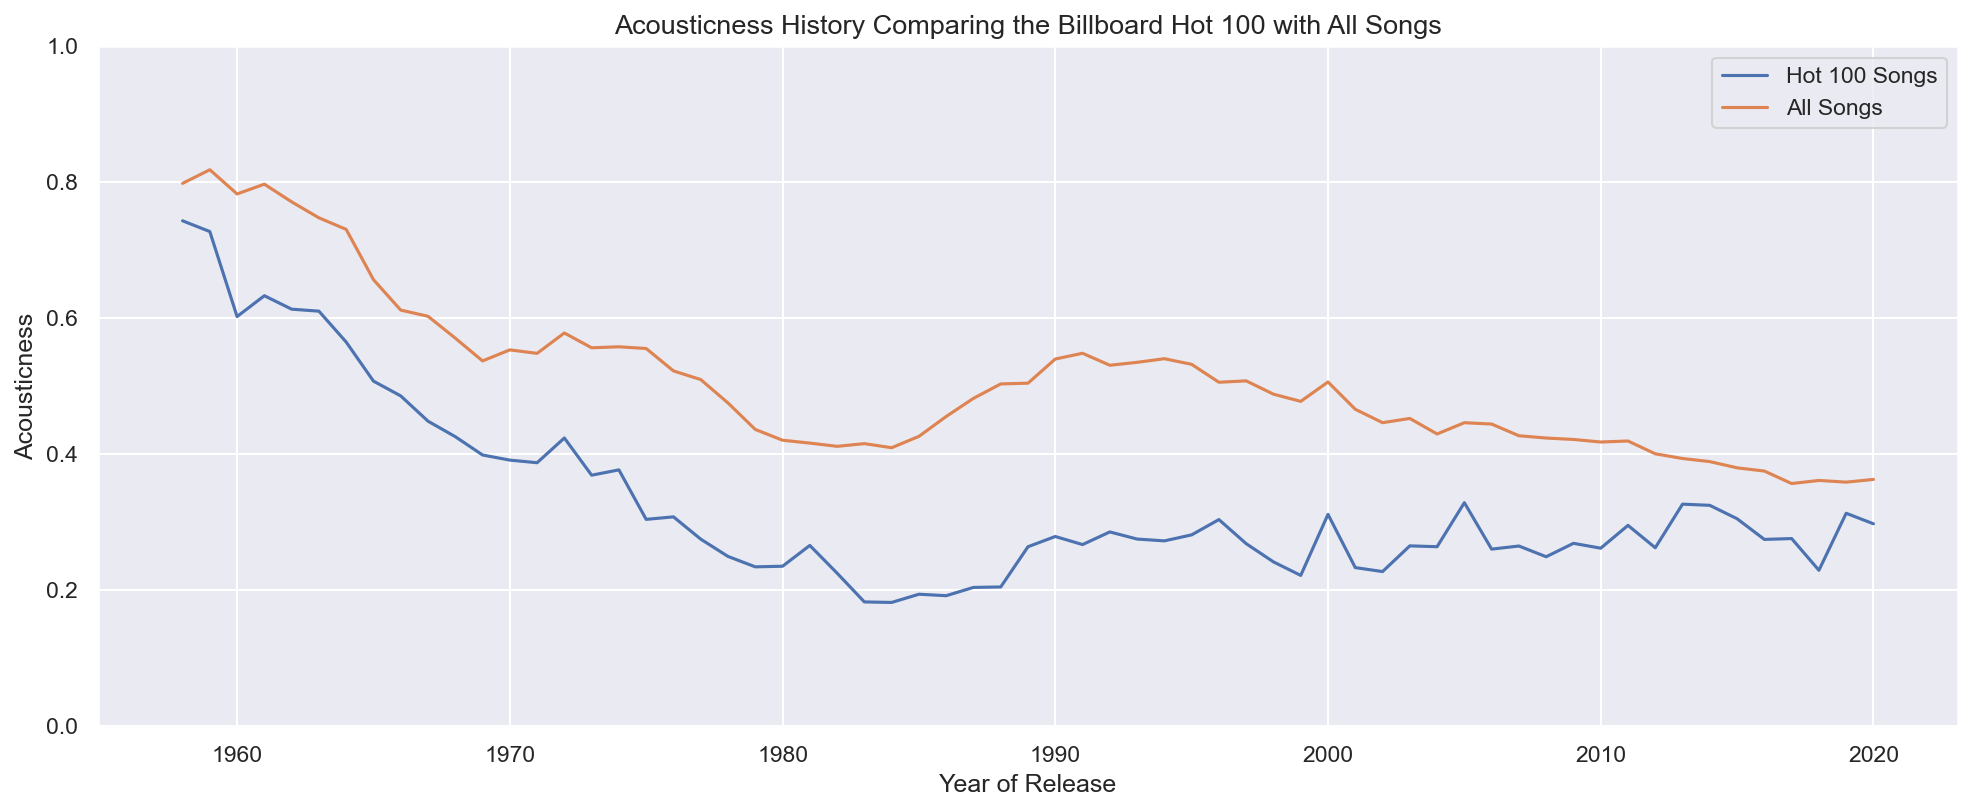 Acousticness History Comparing the Billboard Hot 100 with All Songs
Hot 100 Songs
All Songs
Acousticness
1.0
0.8
0.6
0.4
0.2
0.0
1960 1970 1980 1990 2000 2010 2020
Year of Release